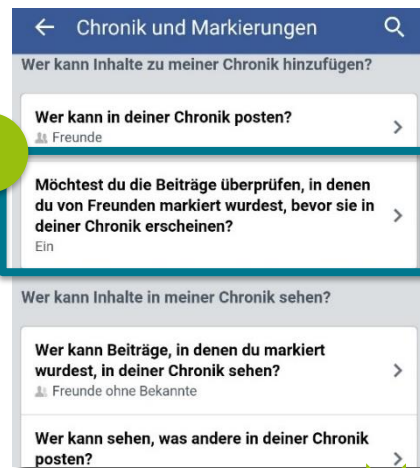 Chronik und Markierungen
Wer kann Inhalte zu meiner Chronik hinzufügen?
Wer kann in deiner Chronik posten?
Freunde
Möchtest du die Beiträge überprüfen, in denen
du von Freunden markiert wurdest, bevor sie in
deiner Chronik erscheinen?
Ein
Wer kann Inhalte in meiner Chronik sehen?
Wer kann Beiträge, in denen du markiert
wurdest, in deiner Chronik sehen?
Freunde ohne Bekannte
Wer kann sehen, was andere in deiner Chronik
posten?